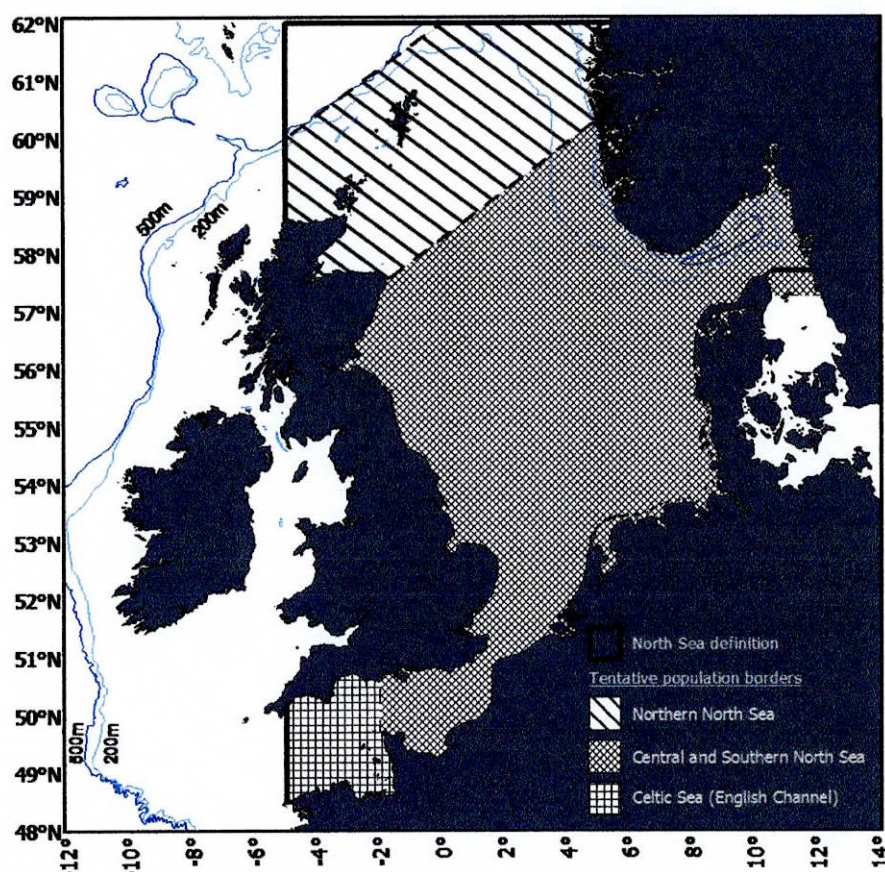 62°N
61°N
60°N
59°N
58°N
57°N
56°N
55°N
54°N
53°N
52°N
51°N
50°N
49°N
48°N
500m
200m
500m
200m
North Sea definition
Tentative population borders
Northern North Sea
Central and Southern North Sea
Celtic Sea (English Channel)
-12°
-10°
-8°
-6°
-4°
-2°
0°
2°
4°
6°
8°
10°
12°
14°